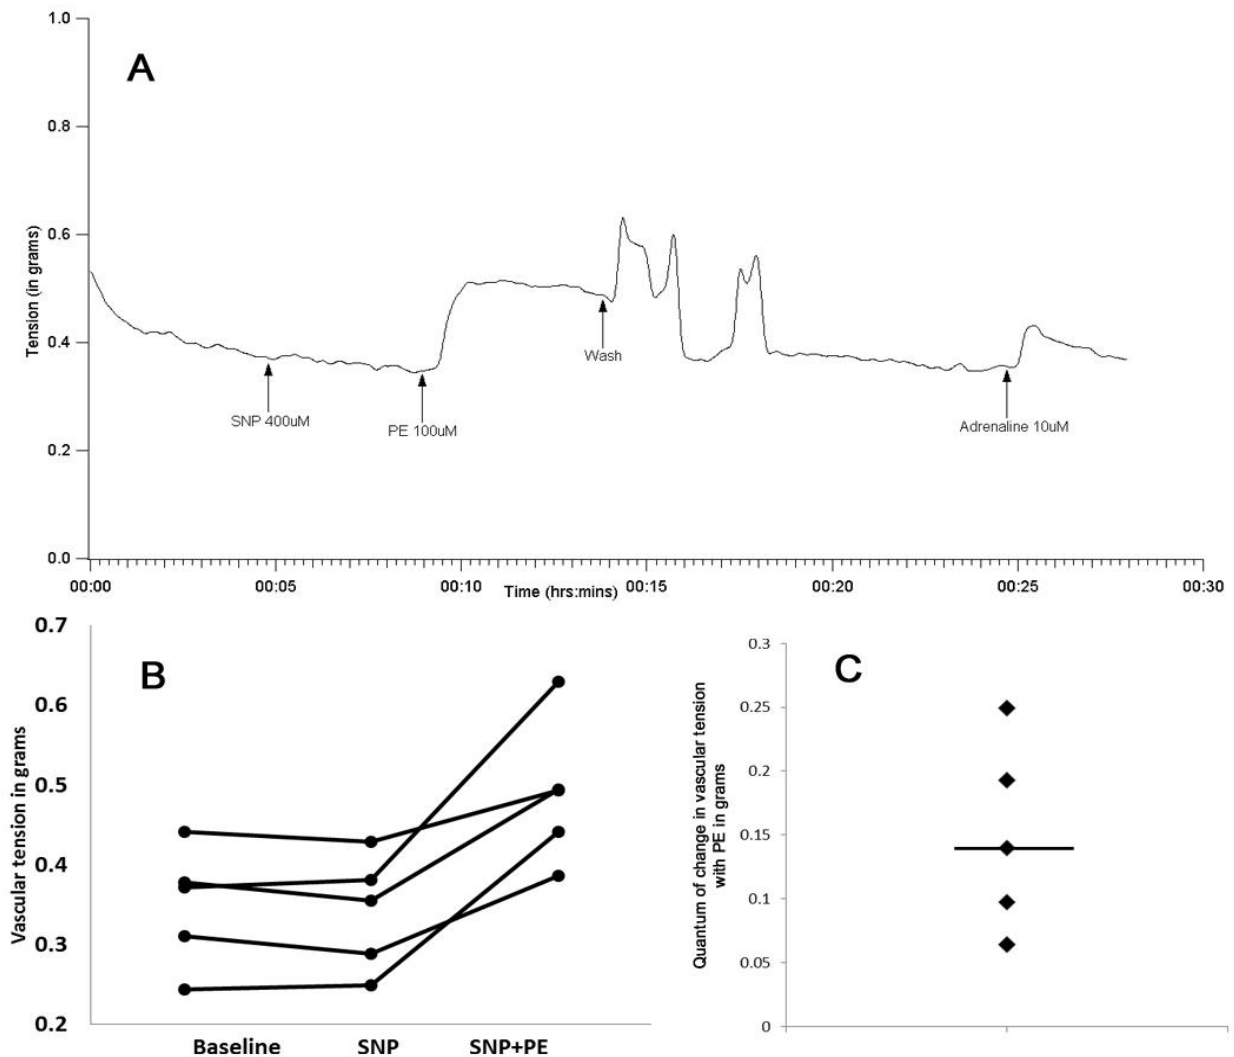 1.0
A
0.8
0.6
Tension (in grams)
0.4
Wash
SNP 400uM
PE 100uM
Adrenaline 10uM
0.2
0.0
00:00 00:05 00:10 00:15 00:20 00:25 00:30
Time (hrs:mins)
0.7
B
0.6
0.5
0.4
0.3
0.2
Vascular tension in grams
Baseline SNP SNP+PE
0.3
C
0.25
0.2
0.15
0.1
0.05
0
Quantum of change in vascular tension
with PE in grams